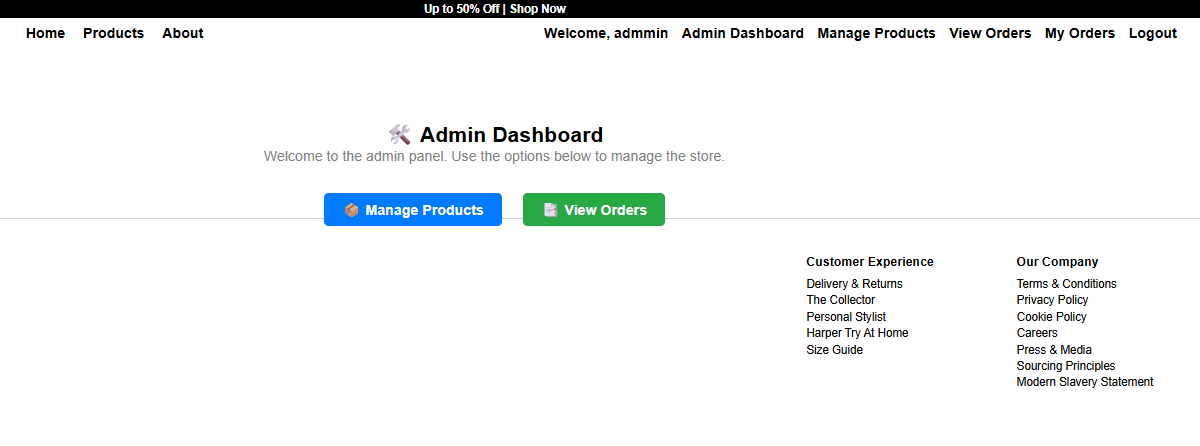 Up to 50% Off | Shop Now
Home Products About Welcome, admmin Admin Dashboard Manage Products View Orders My Orders Logout
Admin Dashboard
Welcome to the admin panel. Use the options below to manage the store.
Manage Products View Orders
Customer Experience
Delivery & Returns
The Collector
Personal Stylist
Harper Try At Home
Size Guide
Our Company
Terms & Conditions
Privacy Policy
Cookie Policy
Careers
Press & Media
Sourcing Principles
Modern Slavery Statement